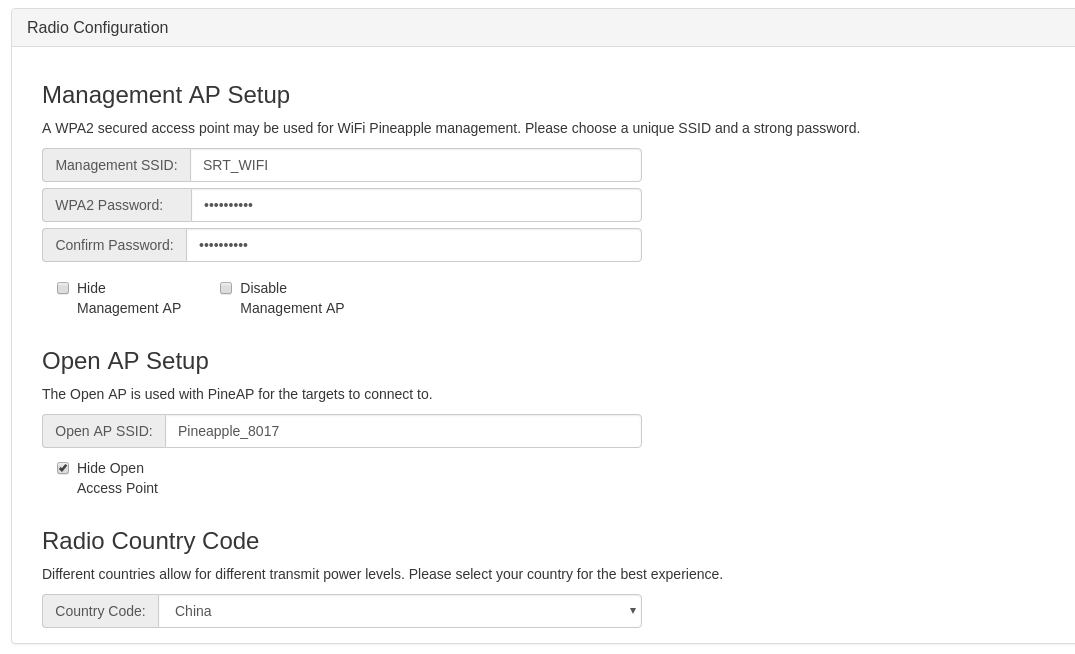 Radio Configuration
Management AP Setup
A WPA2 secured access point may be used for WiFi Pineapple management. Please choose a unique SSID and a strong password.
Management SSID: SRT_WIFI
WPA2 Password: ••••••••••
Confirm Password: ••••••••••
Hide Disable
Management AP Management AP
Open AP Setup
The Open AP is used with PineAP for the targets to connect to.
Open AP SSID: Pineapple_8017
Hide Open
Access Point
Radio Country Code
Different countries allow for different transmit power levels. Please select your country for the best experience.
Country Code: China